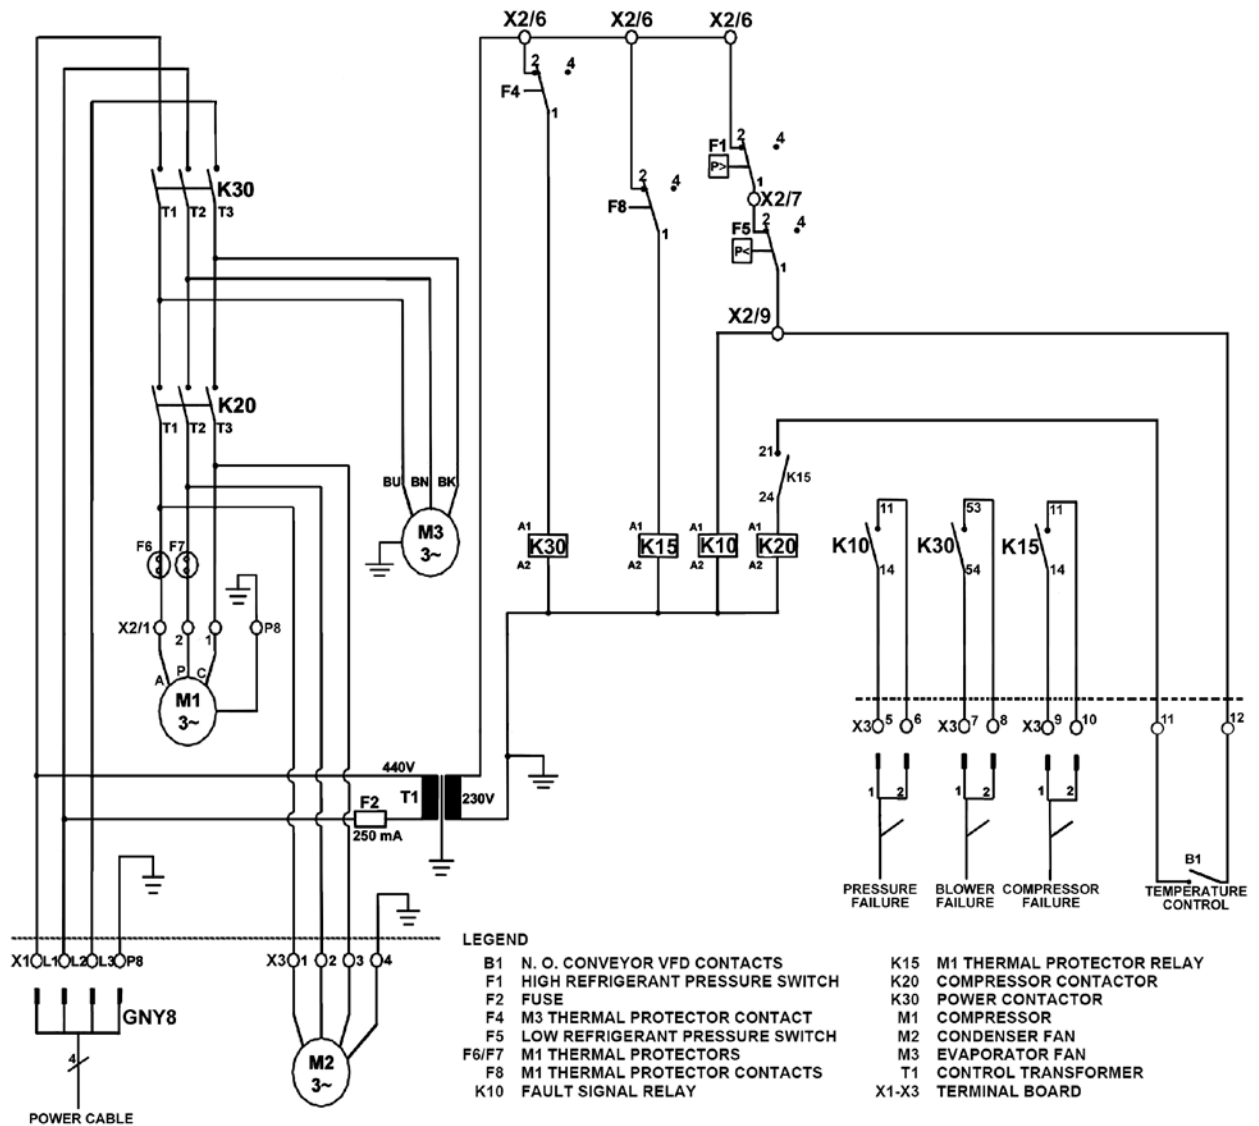 X2/6 X2/6 X2/6
2 4
F4
1
2 4
F1
P>
1
X2/7
2 4
F8
1
2 4
F5
P<
1
K30
T1 T2 T3
X2/9
K20
T1 T2 T3
21
K15
24
BU BN BK
M3
3~
F6 F7
A1 A1 A1 A1
K30 K15 K10 K20
A2 A2 A2 A2
11 53 11
K10 K30 K15
14 54 14
X2/1 2 1 P8
A P C
M1
3~
X3 5 6 X3 7 8 X3 9 10 11 12
440V
T1
230V
F2
250 mA
1 2 1 2 1 2
B1
PRESSURE
FAILURE
BLOWER
FAILURE
COMPRESSOR
FAILURE
TEMPERATURE
CONTROL
X1 L1 L2 L3 P8
X3 1 2 3 4
GNY8
4
POWER CABLE
M2
3~
LEGEND
B1 N. O. CONVEYOR VFD CONTACTS
F1 HIGH REFRIGERANT PRESSURE SWITCH
F2 FUSE
F4 M3 THERMAL PROTECTOR CONTACT
F5 LOW REFRIGERANT PRESSURE SWITCH
F6/F7 M1 THERMAL PROTECTORS
F8 M1 THERMAL PROTECTOR CONTACTS
K10 FAULT SIGNAL RELAY
K15 M1 THERMAL PROTECTOR RELAY
K20 COMPRESSOR CONTACTOR
K30 POWER CONTACTOR
M1 COMPRESSOR
M2 CONDENSER FAN
M3 EVAPORATOR FAN
T1 CONTROL TRANSFORMER
X1-X3 TERMINAL BOARD